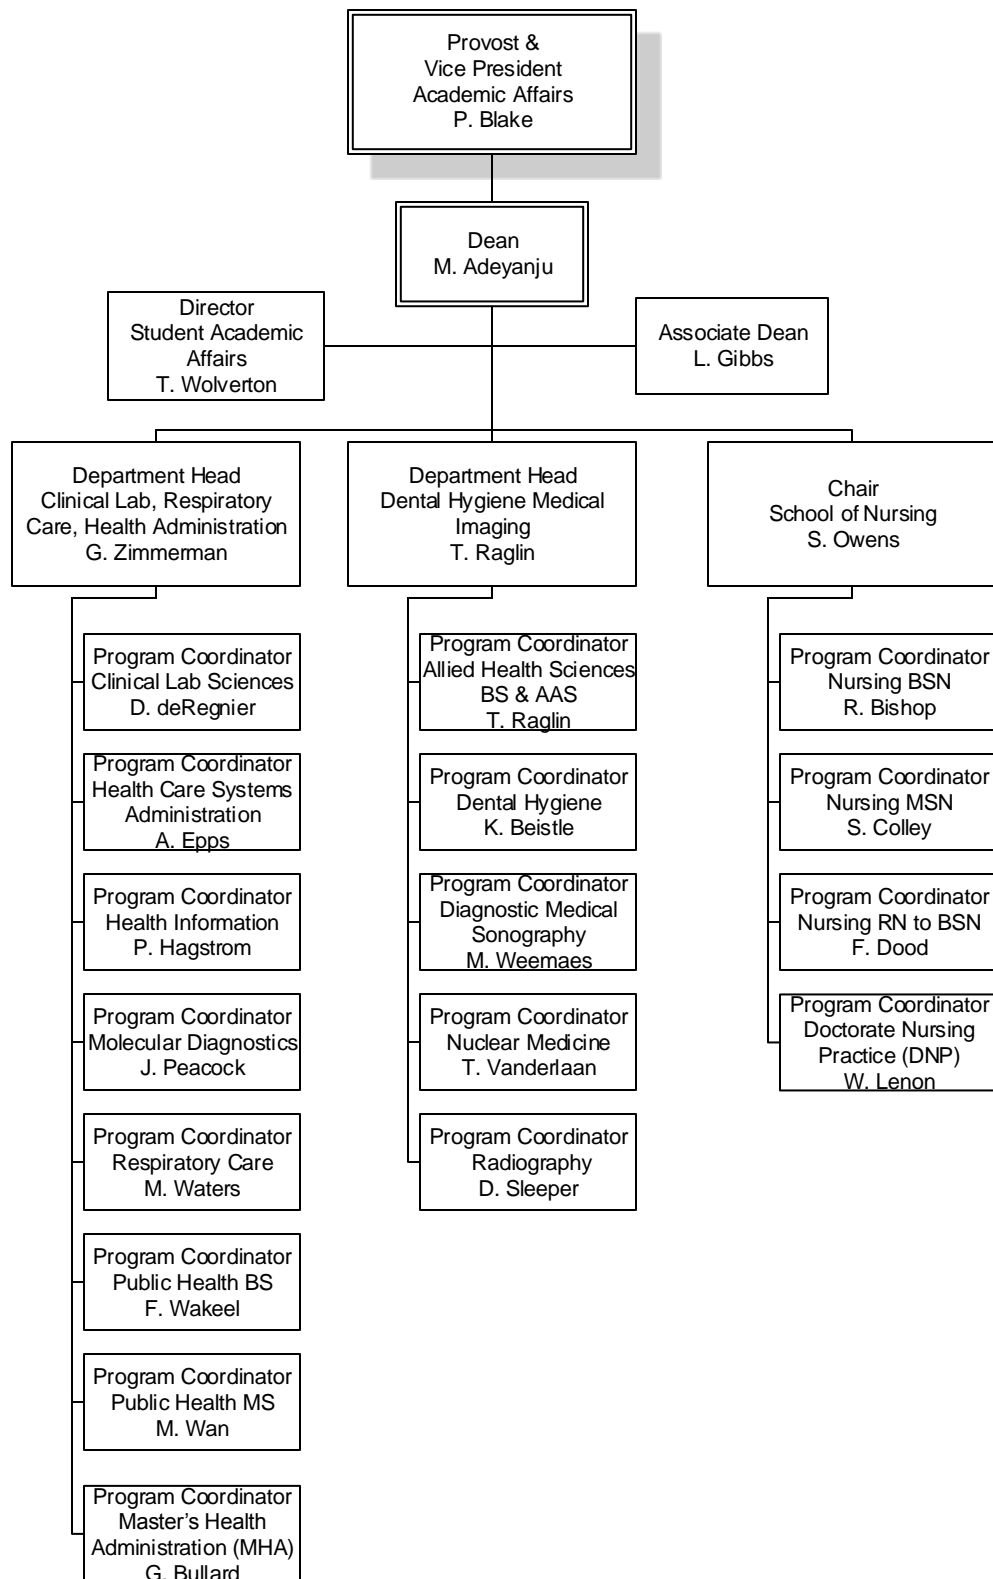 Provost &
Vice President
Academic Affairs
P. Blake
Dean
M. Adeyanju
Director
Student Academic
Affairs
T. Wolverton
Associate Dean
L. Gibbs
Department Head
Clinical Lab, Respiratory
Care, Health Administration
G. Zimmerman
Department Head
Dental Hygiene Medical
Imaging
T. Raglin
Chair
School of Nursing
S. Owens
Program Coordinator
Clinical Lab Sciences
D. deRegnier
Program Coordinator
Health Care Systems
Administration
A. Epps
Program Coordinator
Health Information
P. Hagstrom
Program Coordinator
Molecular Diagnostics
J. Peacock
Program Coordinator
Respiratory Care
M. Waters
Program Coordinator
Public Health BS
F. Wakeel
Program Coordinator
Public Health MS
M. Wan
Program Coordinator
Master’s Health
Administration (MHA)
G. Bullard
Program Coordinator
Allied Health Sciences
BS & AAS
T. Raglin
Program Coordinator
Dental Hygiene
K. Beistle
Program Coordinator
Diagnostic Medical
Sonography
M. Weemaes
Program Coordinator
Nuclear Medicine
T. Vanderlaan
Program Coordinator
Radiography
D. Sleeper
Program Coordinator
Nursing BSN
R. Bishop
Program Coordinator
Nursing MSN
S. Colley
Program Coordinator
Nursing RN to BSN
F. Dood
Program Coordinator
Doctorate Nursing
Practice (DNP)
W. Lenon